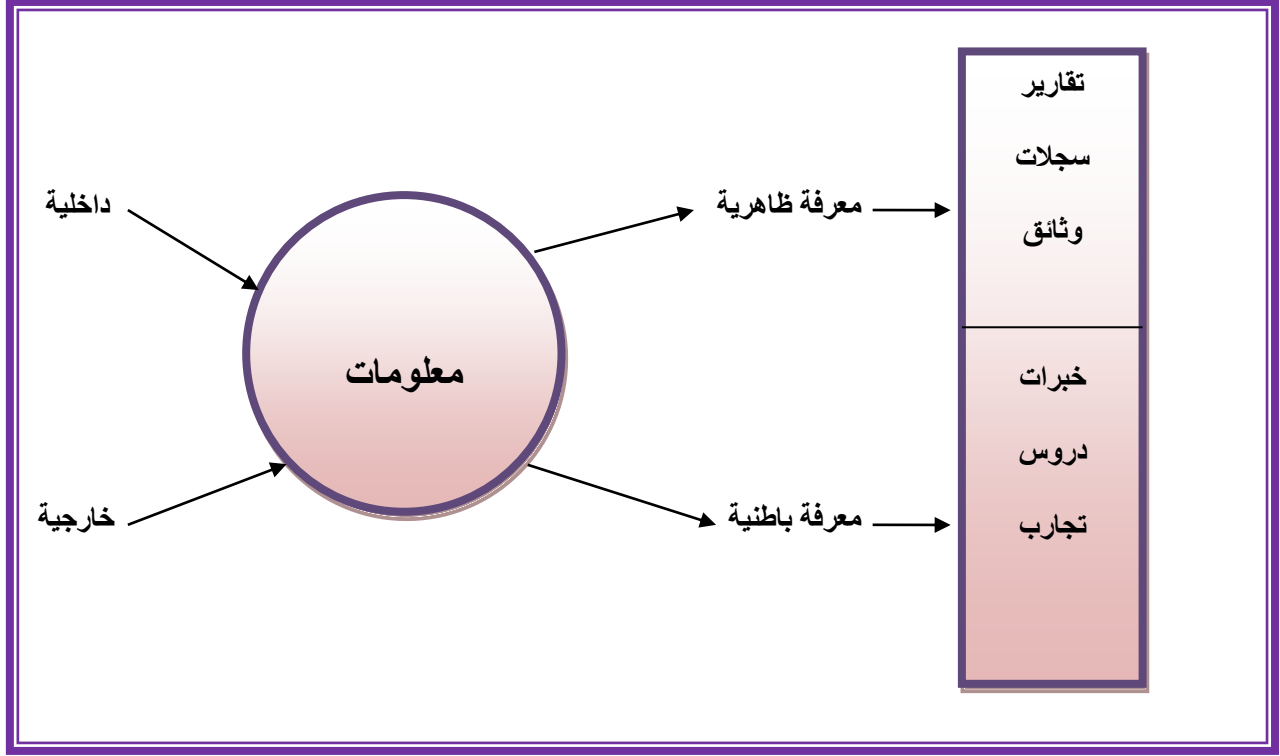 تقارير
سجلات
وثائق
داخلية
معرفة ظاهرية
معلومات
خبرات
دروس
تجارب
خارجية
معرفة باطنية